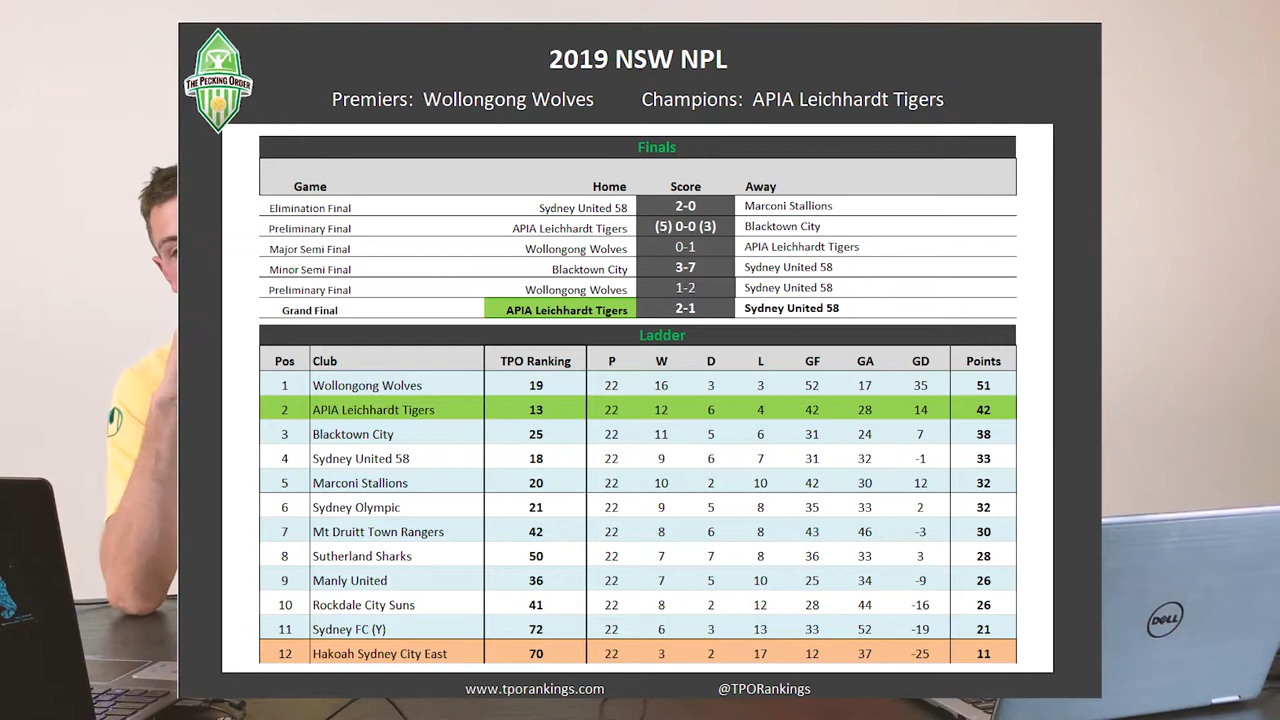 2019 NSW NPL
THE PECKING ORDER
Premiers: Wollongong Wolves Champions: APIA Leichhardt Tigers
Finals
Game Home Score Away
Elimination Final Sydney United 58 2-0 Marconi Stallions
Preliminary Final APIA Leichhardt Tigers (5) 0-0 (3) Blacktown City
Major Semi Final Wollongong Wolves 0-1 APIA Leichhardt Tigers
Minor Semi Final Blacktown City 3-7 Sydney United 58
Preliminary Final Wollongong Wolves 1-2 Sydney United 58
Grand Final APIA Leichhardt Tigers 2-1 Sydney United 58
Ladder
Pos Club TPO Ranking P W D L GF GA GD Points
1 Wollongong Wolves 19 22 16 3 3 52 17 35 51
2 APIA Leichhardt Tigers 13 22 12 6 4 42 28 14 42
3 Blacktown City 25 22 11 5 6 31 24 7 38
4 Sydney United 58 18 22 9 6 7 31 32 -1 33
5 Marconi Stallions 20 22 10 2 10 42 30 12 32
6 Sydney Olympic 21 22 9 5 8 35 33 2 32
7 Mt Druitt Town Rangers 42 22 8 6 8 43 46 -3 30
8 Sutherland Sharks 50 22 7 7 8 36 33 3 28
9 Manly United 36 22 7 5 10 25 34 -9 26
10 Rockdale City Suns 41 22 8 2 12 28 44 -16 26
11 Sydney FC (Y) 72 22 6 3 13 33 52 -19 21
12 Hakoah Sydney City East 70 22 3 2 17 12 37 -25 11
www.tporankings.com @TPORankings
DELL